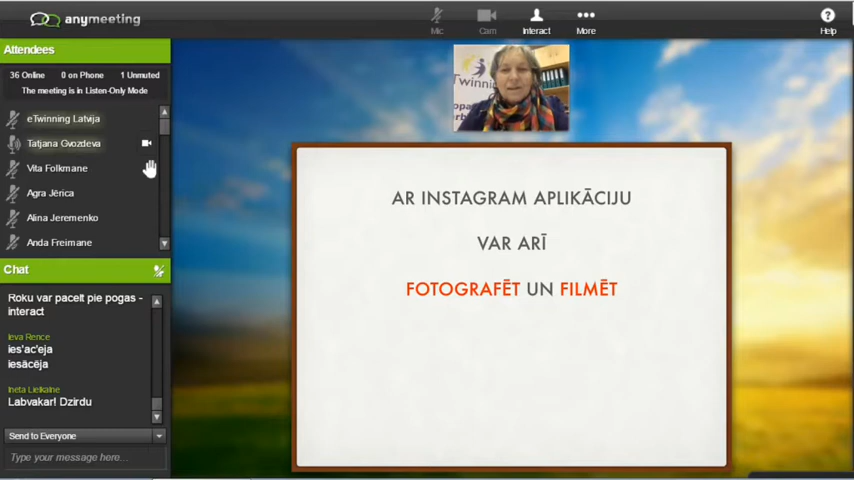 anymeeting
Mic
Cam
Interact
More
Help
Attendees
36 Online 0 on Phone 1 Unmuted
The meeting is in Listen-Only Mode
eTwinning Latvija
Tatjana Gvozdeva
Vita Folkmane
Agra Jērica
Alina Jeremenko
Anda Freimane
Chat
Roku var pacelt pie pogas -
interact
Ieva Rence
ies'ac'eja
iesācēja
Ineta Lielkalne
Labvakar! Dzirdu
Send to Everyone
Type your message here...
Twinnin
AR INSTAGRAM APLIKĀCIJU
VAR ARĪ
FOTOGRAFĒT UN FILMĒT